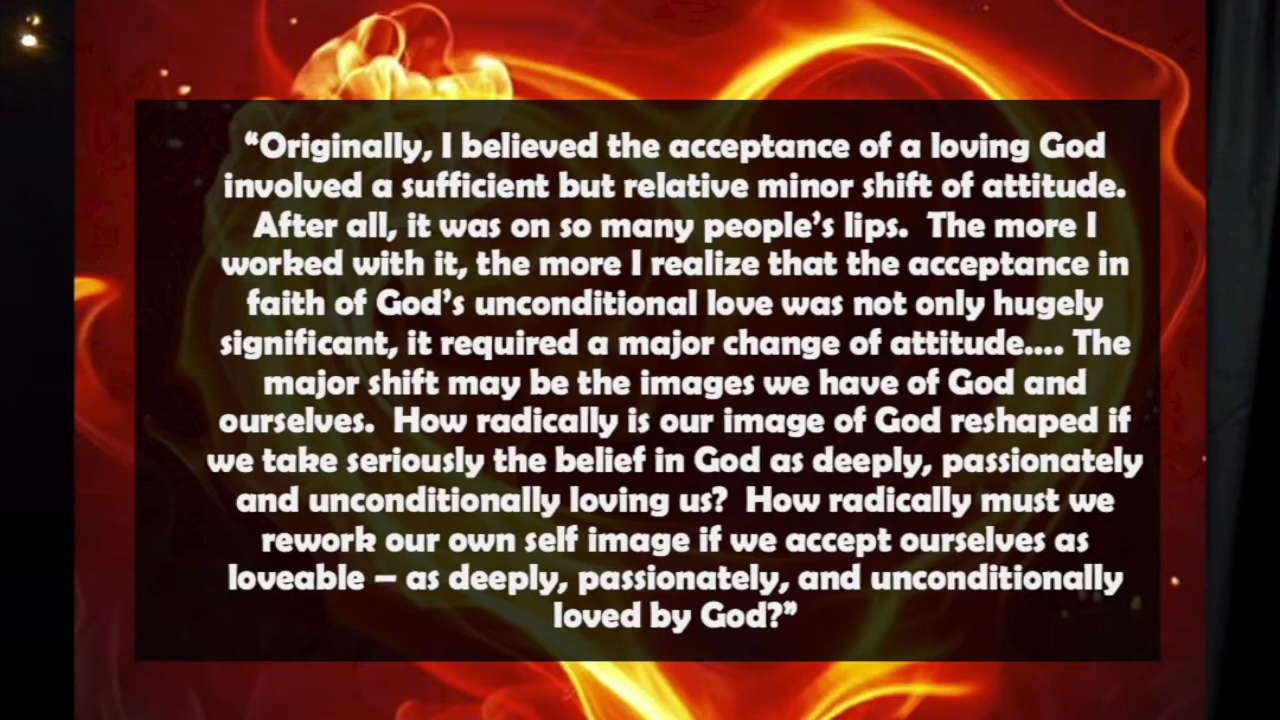 “Originally, I believed the acceptance of a loving God
involved a sufficient but relative minor shift of attitude.
After all, it was on so many people’s lips.  The more I
worked with it, the more I realize that the acceptance in
faith of God’s unconditional love was not only hugely
significant, it required a major change of attitude.... The
major shift may be the images we have of God and
ourselves.  How radically is our image of God reshaped if
we take seriously the belief in God as deeply, passionately
and unconditionally loving us?  How radically must we
rework our own self image if we accept ourselves as
loveable – as deeply, passionately, and unconditionally
loved by God?”